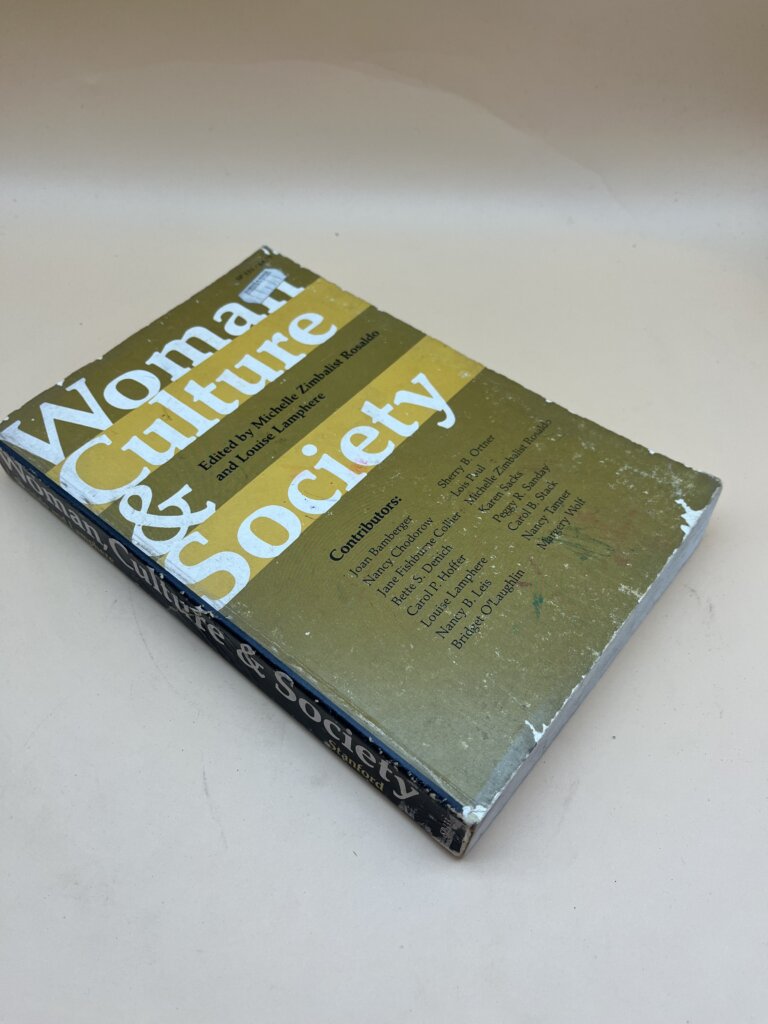 Woman
Culture
Edited by Michelle Zimbalist Rosaldo
and Louise Lamphere
&
Society
Contributors:
Joan Bamberger
Nancy Chodorow
Jane Fishburne Collier
Bette S. Denich
Carol P. Hoffer
Louise Lamphere
Nancy B. Leis
Bridget O'Laughlin
Sherry B. Ortner
Lois Paul
Michelle Zimbalist Rosaldo
Karen Sacks
Peggy R. Sanday
Carol B. Stack
Nancy Tanner
Margery Wolf
Woman, Culture & Society
Stanford